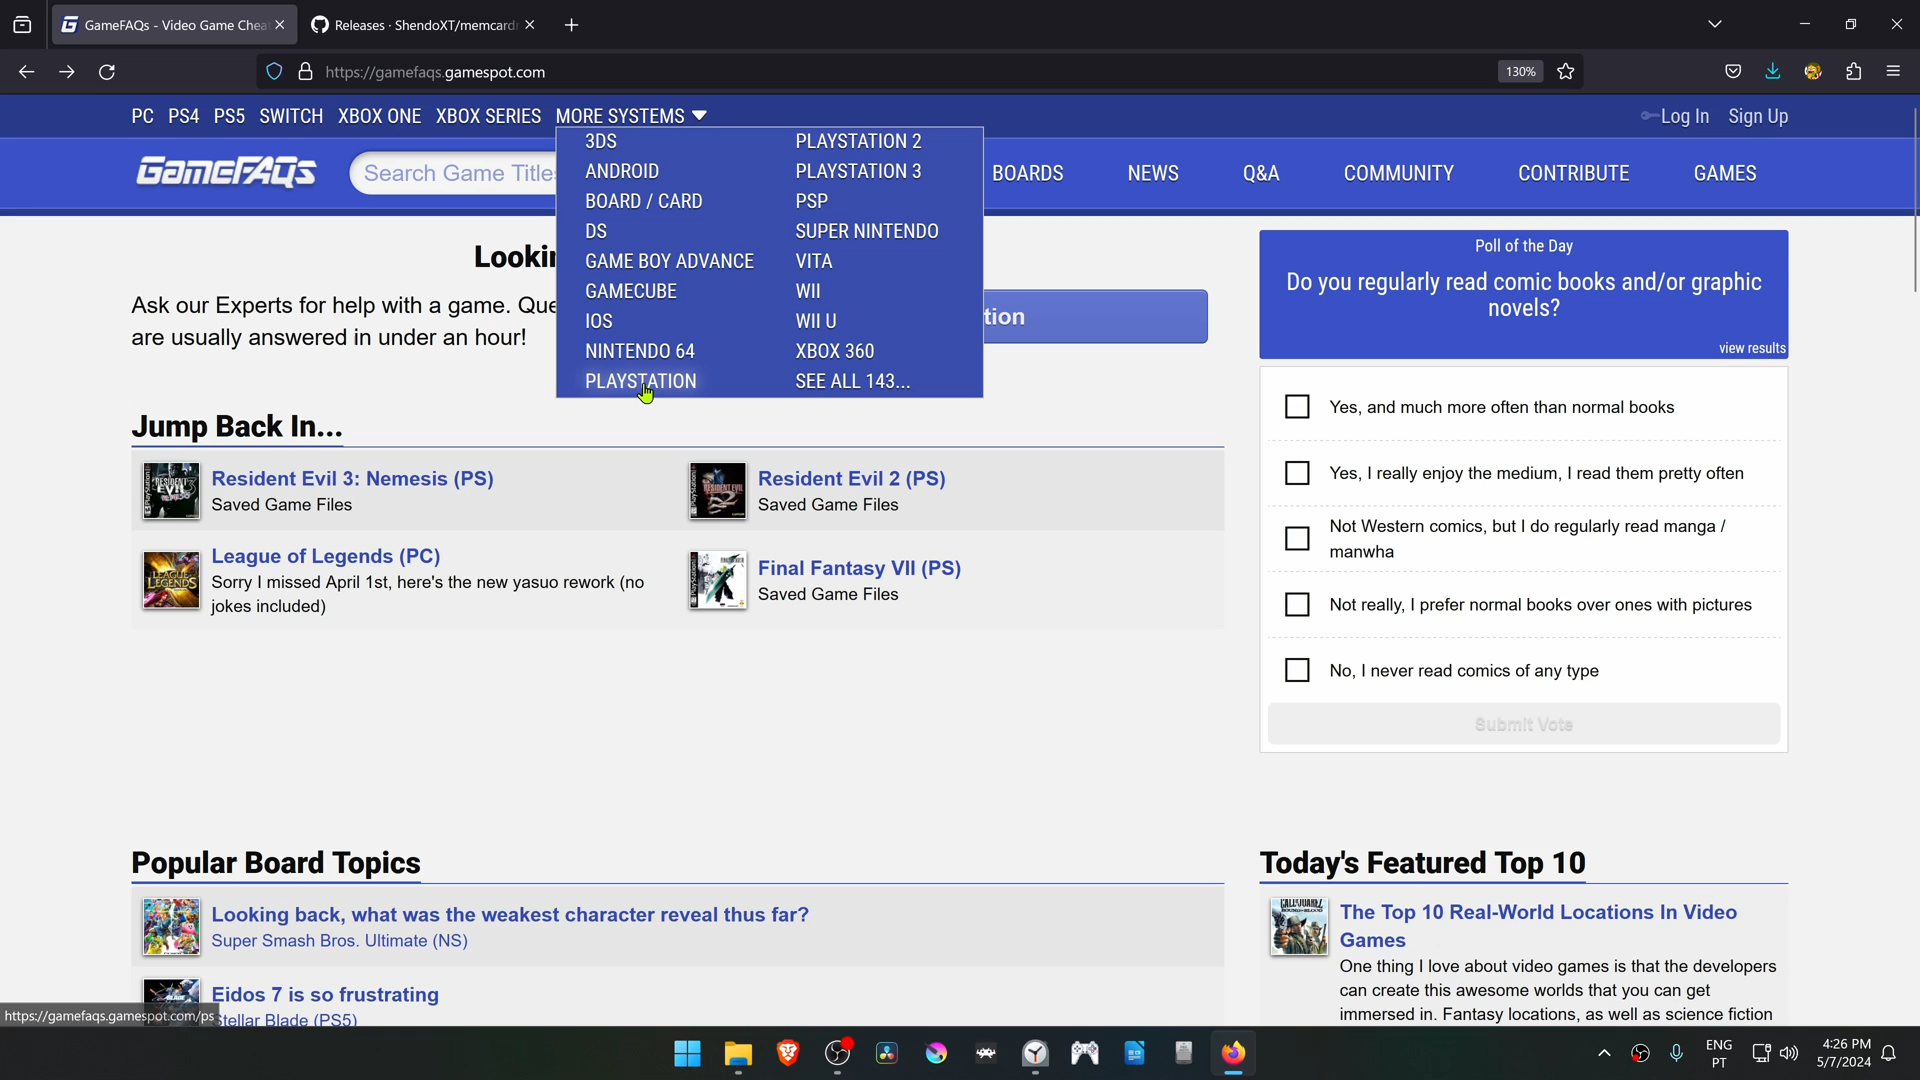 GameFAQs - Video Game Cheat
Releases · ShendoXT/memcard
https://gamefaqs.gamespot.com
130%
PC PS4 PS5 SWITCH XBOX ONE XBOX SERIES MORE SYSTEMS
Log In Sign Up
3DS PLAYSTATION 2
ANDROID PLAYSTATION 3
BOARD / CARD PSP
DS SUPER NINTENDO
GAME BOY ADVANCE VITA
GAMECUBE WII
IOS WII U
NINTENDO 64 XBOX 360
PLAYSTATION SEE ALL 143...
GameFAQs
Search Game Titles
BOARDS NEWS Q&A COMMUNITY CONTRIBUTE GAMES
Ask our Experts for help with a game. Que
are usually answered in under an hour!
tion
Poll of the Day
Do you regularly read comic books and/or graphic
novels?
view results
Yes, and much more often than normal books
Yes, I really enjoy the medium, I read them pretty often
Not Western comics, but I do regularly read manga /
manwha
Not really, I prefer normal books over ones with pictures
No, I never read comics of any type
Submit Vote
Jump Back In...
Resident Evil 3: Nemesis (PS)
Saved Game Files
Resident Evil 2 (PS)
Saved Game Files
League of Legends (PC)
Sorry I missed April 1st, here's the new yasuo rework (no
jokes included)
Final Fantasy VII (PS)
Saved Game Files
Popular Board Topics
Looking back, what was the weakest character reveal thus far?
Super Smash Bros. Ultimate (NS)
Eidos 7 is so frustrating
Stellar Blade (PS5)
Today's Featured Top 10
The Top 10 Real-World Locations In Video
Games
One thing I love about video games is that the developers
can create this awesome worlds that you can get
immersed in. Fantasy locations, as well as science fiction
https://gamefaqs.gamespot.com/ps
ENG
PT
4:26 PM
5/7/2024